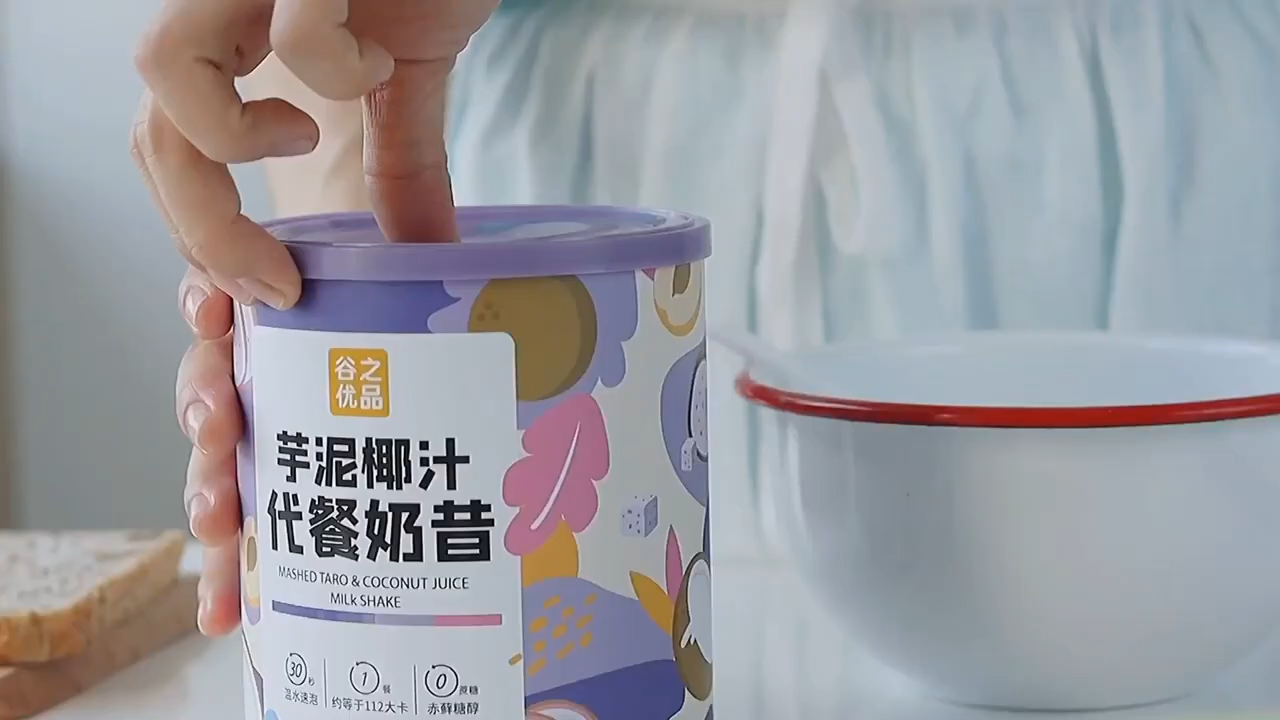 谷之
优品
芋泥椰汁
代餐奶昔
MASHED TARO & COCONUT JUICE
MILk SHAKE
30秒
温水速泡
1餐
约等于112大卡
0蔗糖
赤藓糖醇